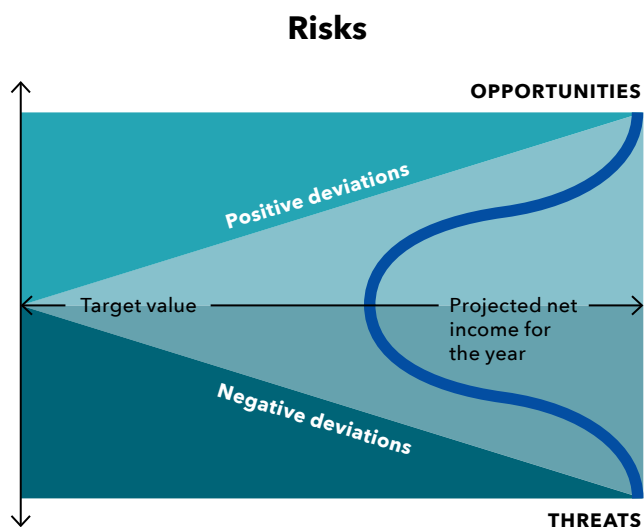 Risks
OPPORTUNITIES
Positive deviations
Target value
Projected net
income for
the year
Negative deviations
THREATS